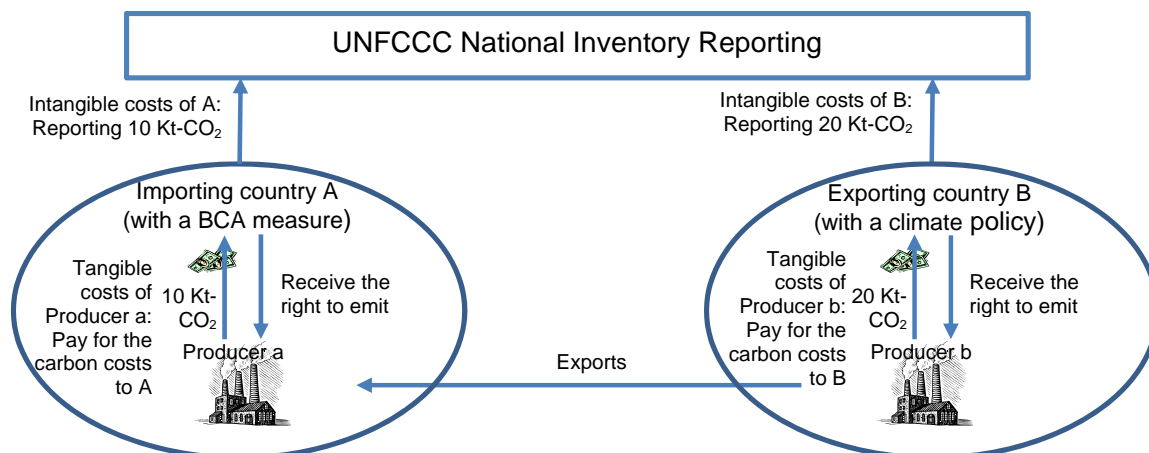 UNFCCC National Inventory Reporting
Intangible costs of A:
Reporting 10 Kt-CO₂
Intangible costs of B:
Reporting 20 Kt-CO₂
Importing country A
(with a BCA measure)
Tangible
costs of
Producer a:
Pay for the
carbon costs
to A
10 Kt-
CO₂
Receive the
right to emit
Producer a
Exports
Exporting country B
(with a climate policy)
Tangible
costs of
Producer b:
Pay for the
carbon costs
to B
20 Kt-
CO₂
Receive the
right to emit
Producer b